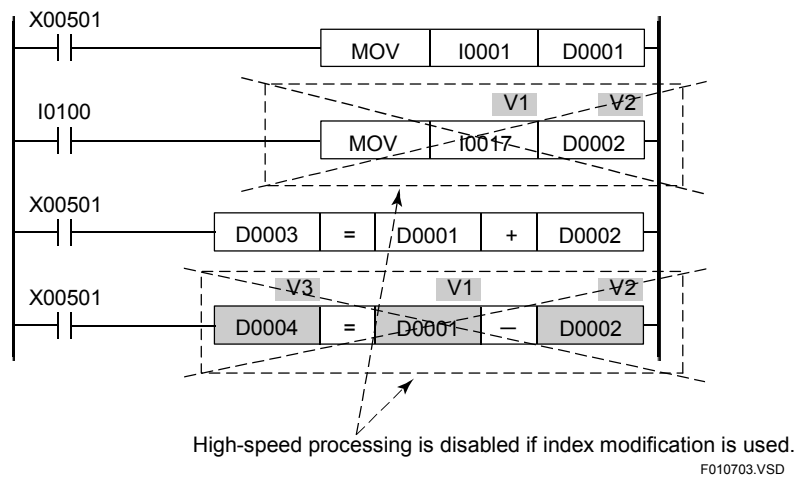 X00501
MOV I0001 D0001
V1 V2
I0100
MOV I0017 D0002
X00501
D0003 = D0001 + D0002
V3 V1 V2
X00501
D0004 = D0001 — D0002
High-speed processing is disabled if index modification is used.
F010703.VSD